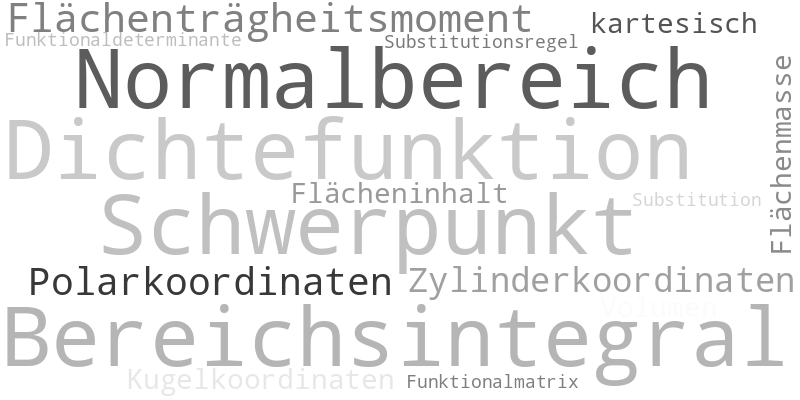 Flächenträgheitsmoment
kartesisch
Funktionaldeterminante
Substitutionsregel
Normalbereich
Flächenmasse
Dichtefunktion
Flächeninhalt
Substitution
Schwerpunkt
Polarkoordinaten
Zylinderkoordinaten
Volumen
Bereichsintegral
Kugelkoordinaten
Funktionalmatrix